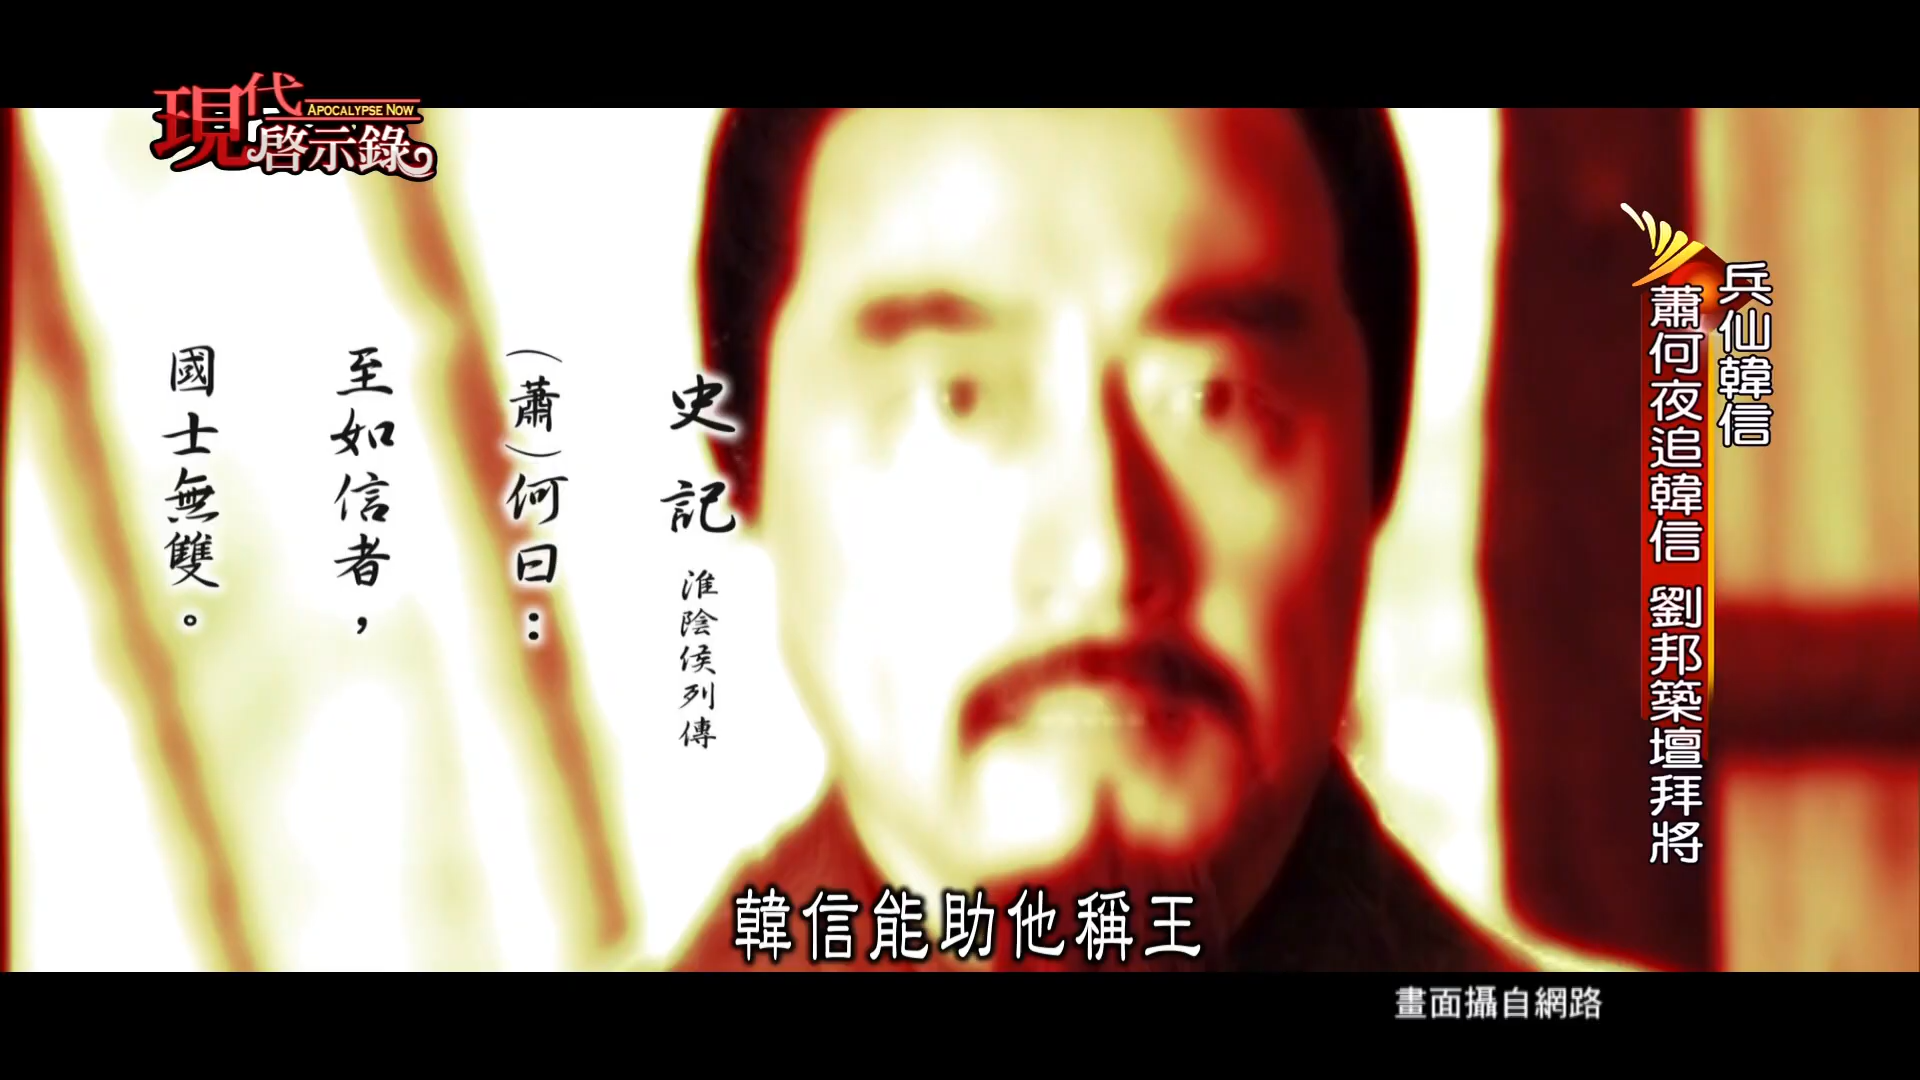 現代
APOCALYPSE NOW
啓示錄
兵仙韓信
蕭何夜追韓信 劉邦築壇拜將
史記 淮陰侯列傳
(蕭)何曰：
至如信者，
國士無雙。
韓信能助他稱王
畫面攝自網路